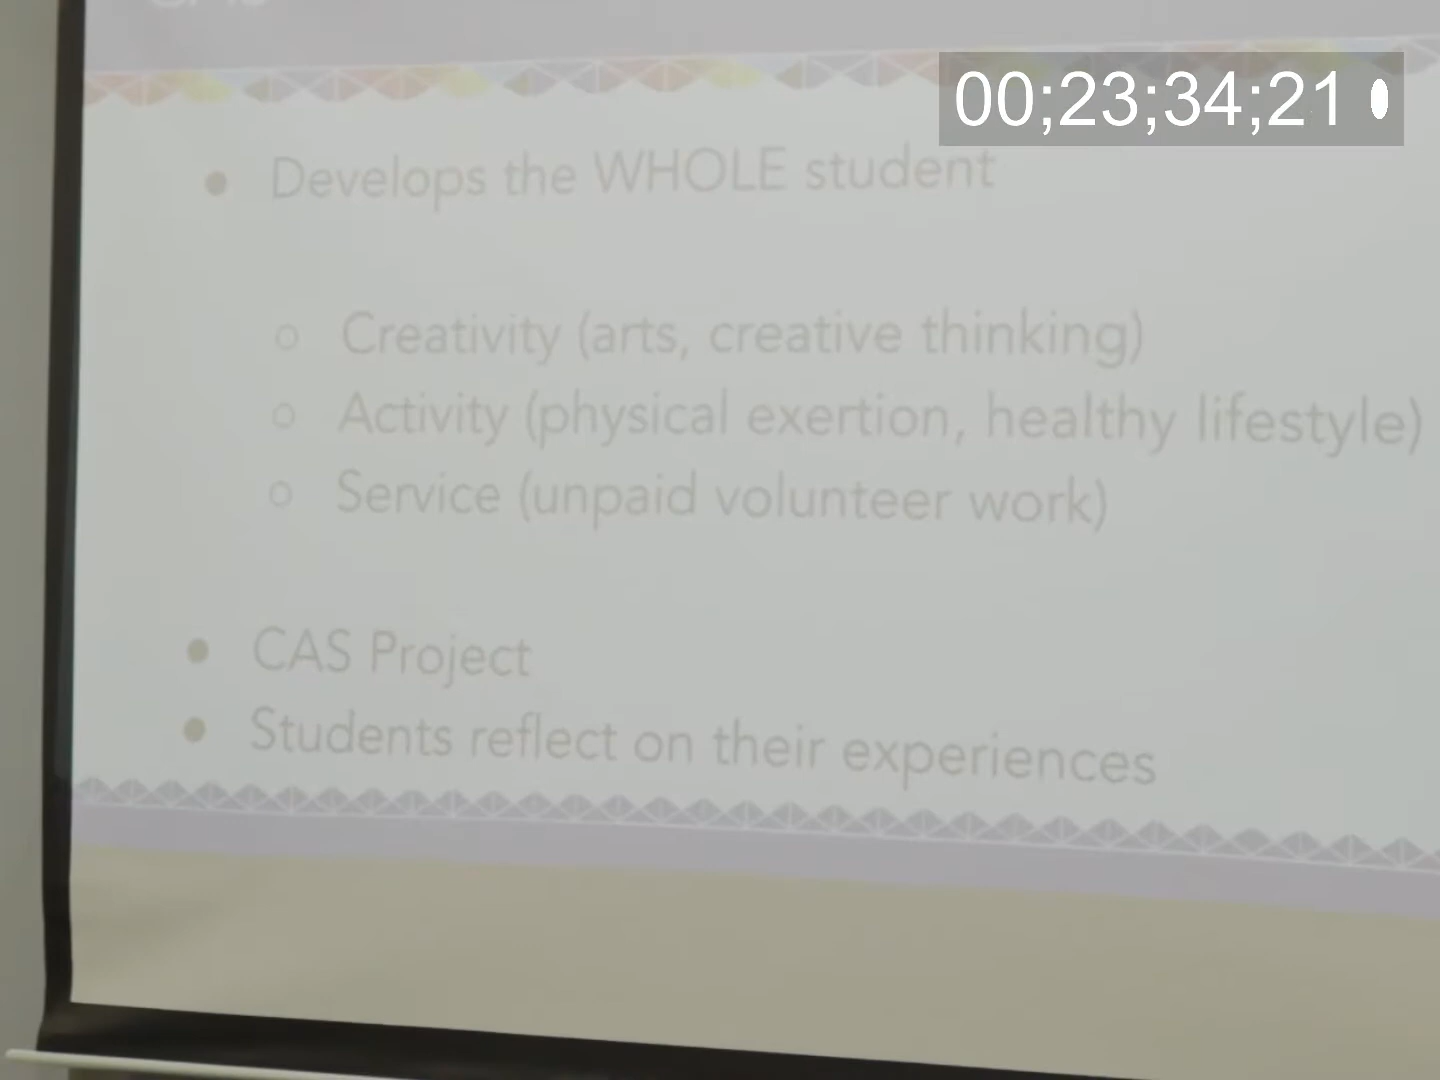 00;23;34;21
Develops the WHOLE student
Creativity (arts, creative thinking)
Activity (physical exertion, healthy lifestyle)
Service (unpaid volunteer work)
CAS Project
Students reflect on their experiences